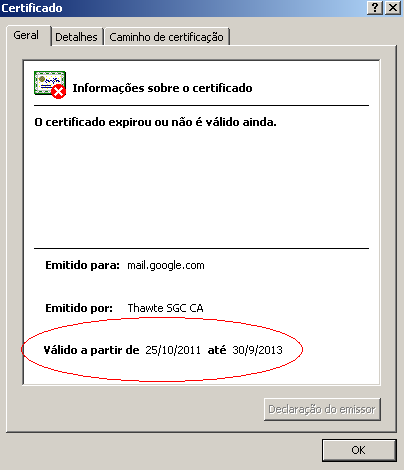 Certificado
Geral Detalhes Caminho de certificação
Informações sobre o certificado
O certificado expirou ou não é válido ainda.
Emitido para: mail.google.com
Emitido por: Thawte SGC CA
Válido a partir de 25/10/2011 até 30/9/2013
Declaração do emissor
OK